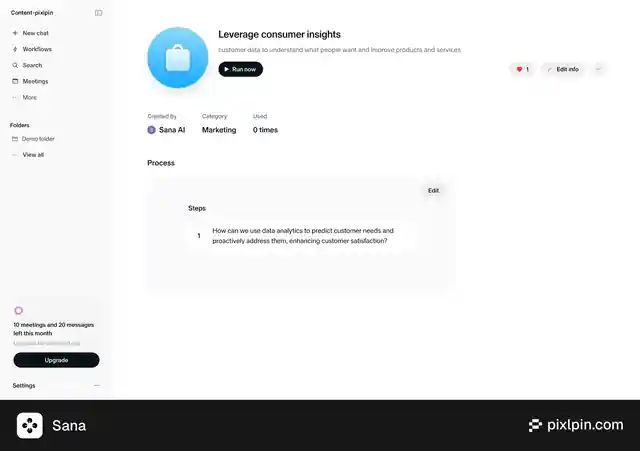 Content-pixlpin
New chat
Workflows
Search
Meetings
More
Folders
Demo folder
View all
10 meetings and 20 messages
left this month
Upgrade
Settings
Leverage consumer insights
customer data to understand what people want and improve products and services
Run now
1
Edit info
Created By
Category
Used
S
Sana AI
Marketing
0 times
Process
Edit
Steps
1
How can we use data analytics to predict customer needs and
proactively address them, enhancing customer satisfaction?
Sana
pixlpin.com